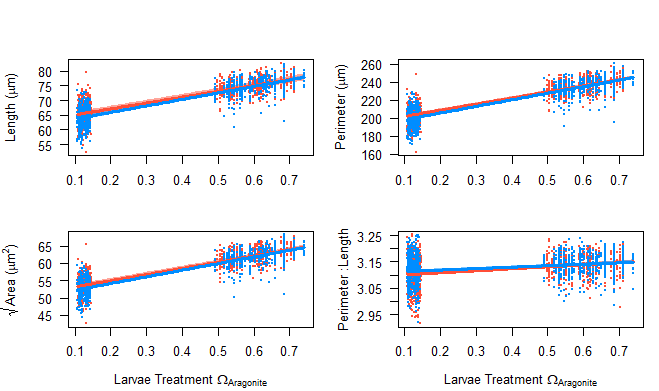 Length (µm)
80
75
70
65
60
55
0.1 0.2 0.3 0.4 0.5 0.6 0.7
Perimeter (µm)
260
240
220
200
180
160
0.1 0.2 0.3 0.4 0.5 0.6 0.7
√Area (µm²)
65
60
55
50
45
0.1 0.2 0.3 0.4 0.5 0.6 0.7
Larvae Treatment ΩAragonite
Perimeter : Length
3.25
3.15
3.05
2.95
0.1 0.2 0.3 0.4 0.5 0.6 0.7
Larvae Treatment ΩAragonite